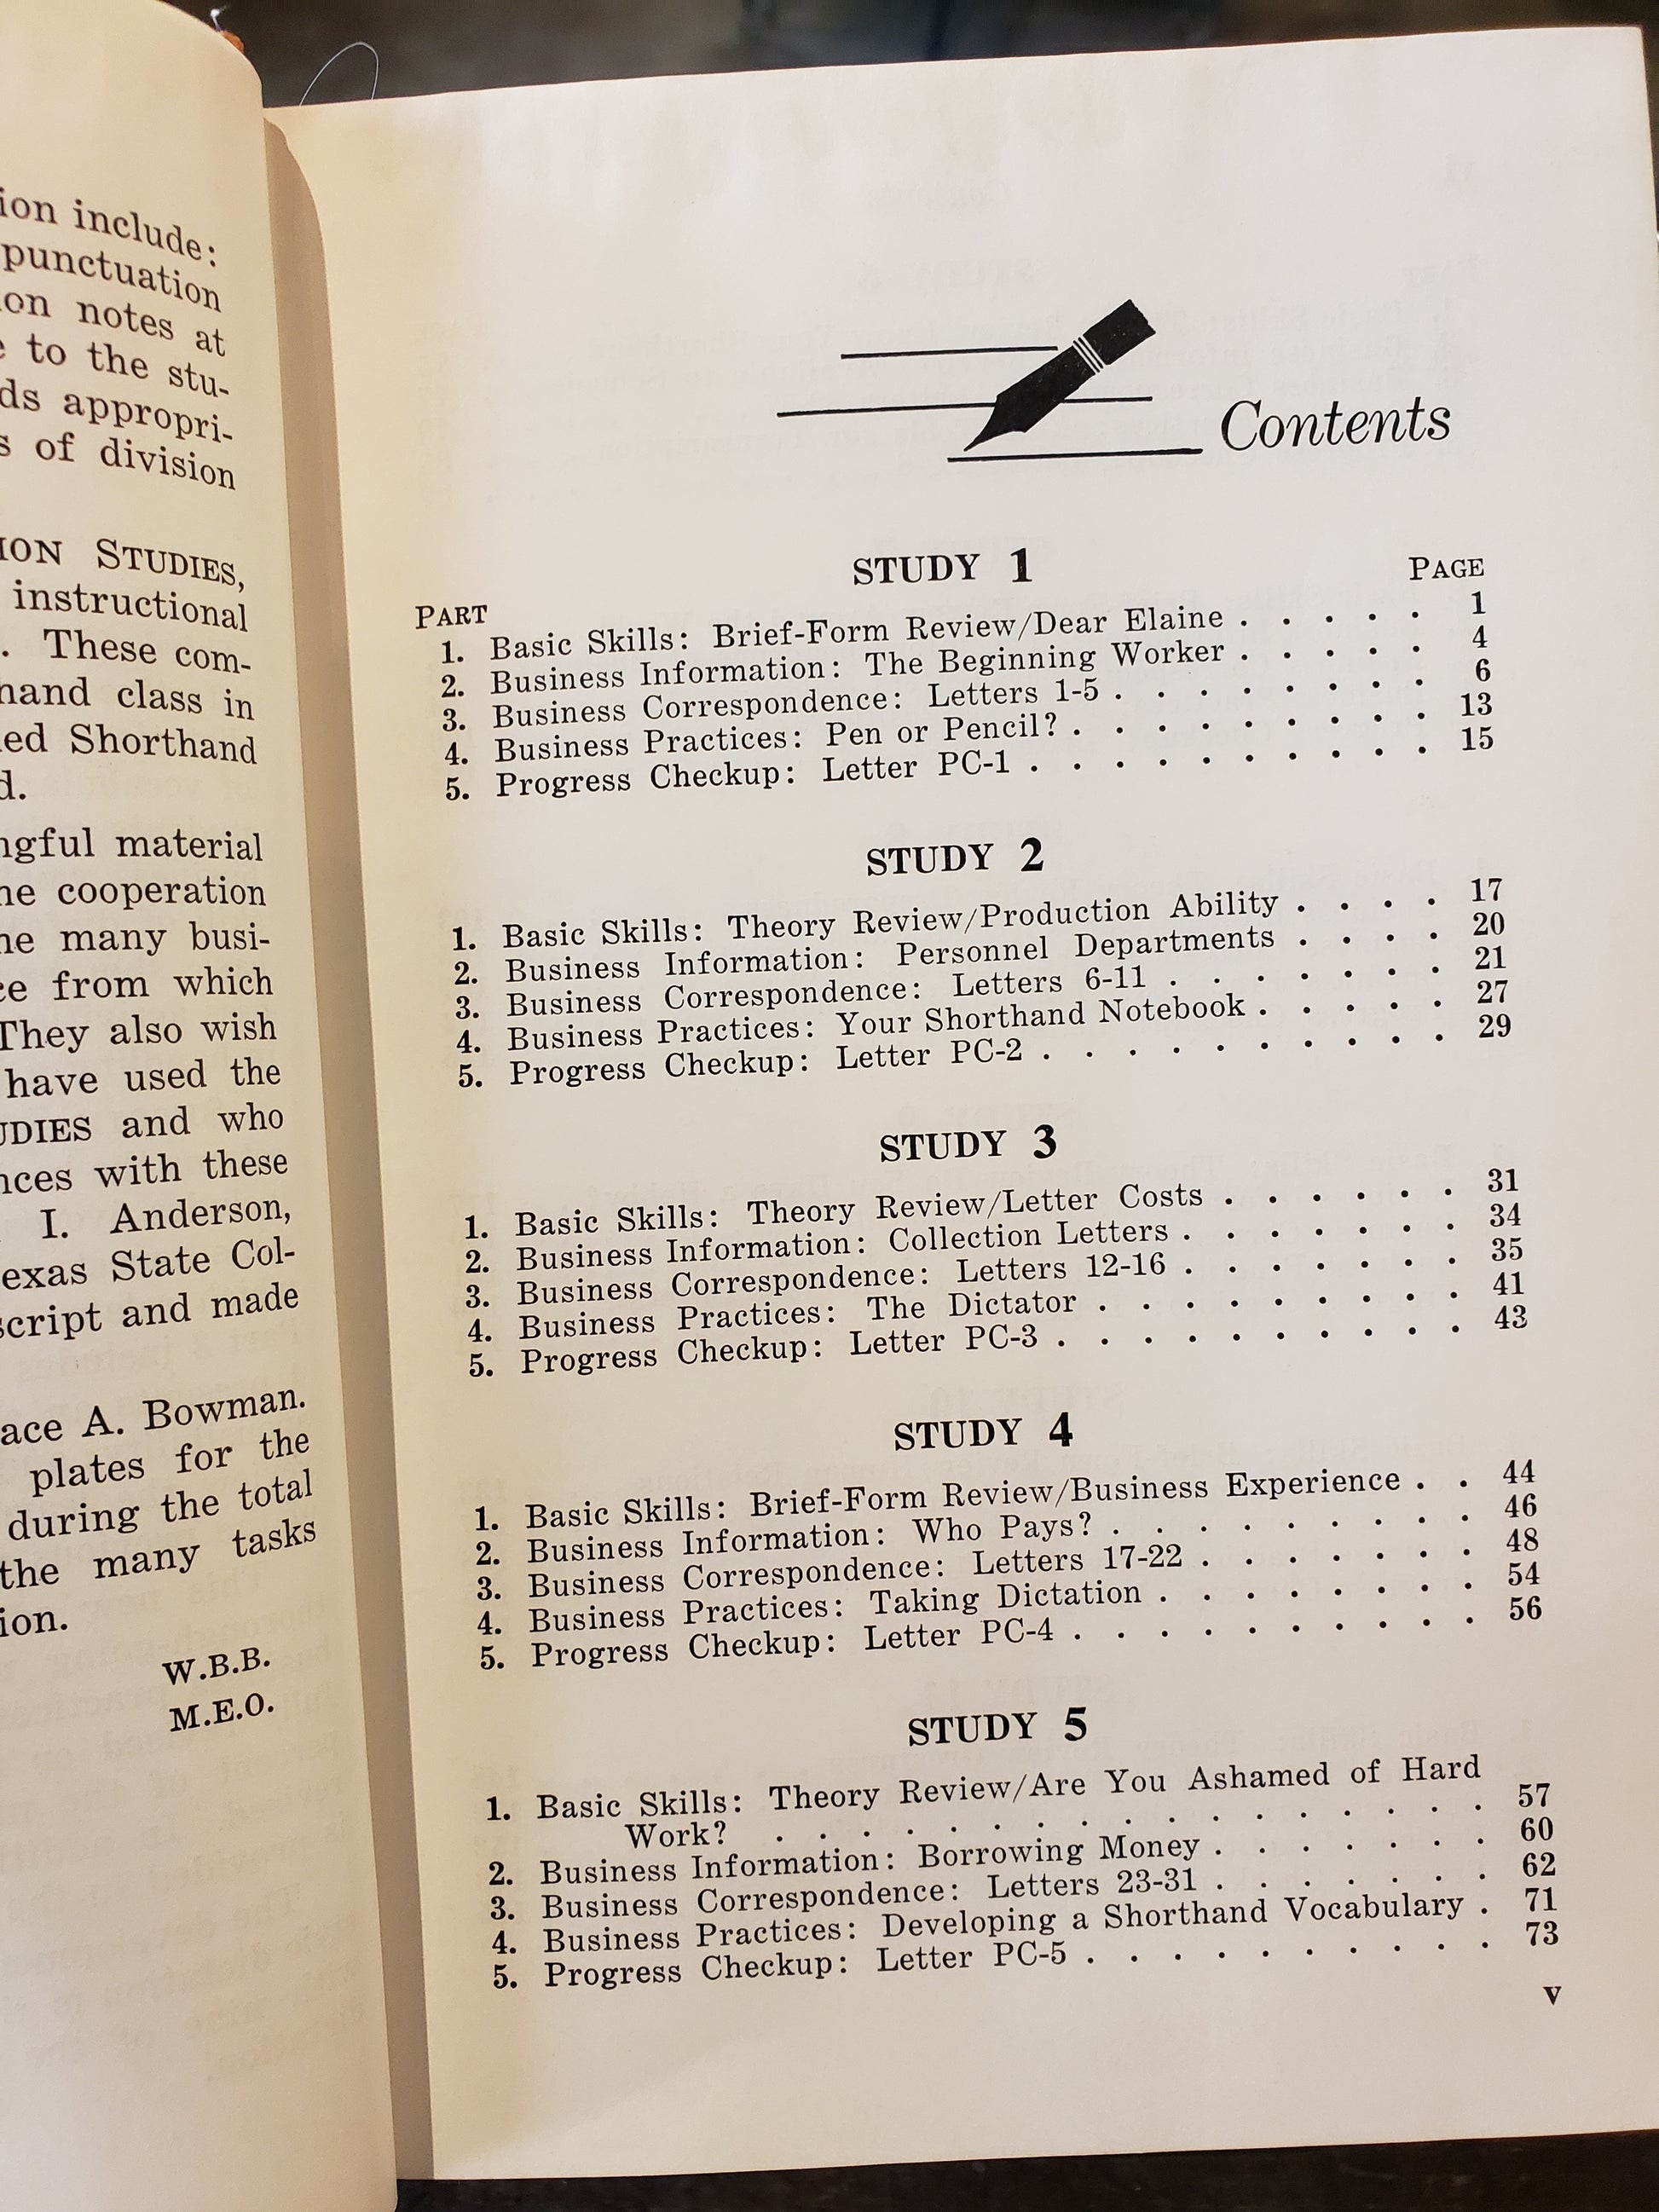 ion include:
punctuation
on notes at
to the stu-
ds appropri-
s of division
ION STUDIES,
instructional
. These com-
hand class in
ed Shorthand
d.
ngful material
he cooperation
he many busi-
ce from which
They also wish
have used the
UDIES and who
nces with these
I. Anderson,
exas State Col-
script and made
ace A. Bowman.
plates for the
during the total
the many tasks
ion.
W.B.B.
M.E.O.
Contents
STUDY 1
PART PAGE
1. Basic Skills: Brief-Form Review/Dear Elaine . . . . . 1
2. Business Information: The Beginning Worker . . . . . 4
3. Business Correspondence: Letters 1-5 . . . . . . . . 6
4. Business Practices: Pen or Pencil? . . . . . . . . . 13
5. Progress Checkup: Letter PC-1 . . . . . . . . . . 15
STUDY 2
1. Basic Skills: Theory Review/Production Ability . . . . 17
2. Business Information: Personnel Departments . . . . 20
3. Business Correspondence: Letters 6-11 . . . . . . . 21
4. Business Practices: Your Shorthand Notebook . . . . . 27
5. Progress Checkup: Letter PC-2 . . . . . . . . . . 29
STUDY 3
1. Basic Skills: Theory Review/Letter Costs . . . . . . 31
2. Business Information: Collection Letters . . . . . . . 34
3. Business Correspondence: Letters 12-16 . . . . . . . 35
4. Business Practices: The Dictator . . . . . . . . . 41
5. Progress Checkup: Letter PC-3 . . . . . . . . . . 43
STUDY 4
1. Basic Skills: Brief-Form Review/Business Experience . . 44
2. Business Information: Who Pays? . . . . . . . . . 46
3. Business Correspondence: Letters 17-22 . . . . . . . 48
4. Business Practices: Taking Dictation . . . . . . . . 54
5. Progress Checkup: Letter PC-4 . . . . . . . . . . 56
STUDY 5
1. Basic Skills: Theory Review/Are You Ashamed of Hard
Work? . . . . . . . . . . . . . . . . . 57
2. Business Information: Borrowing Money . . . . . . . 60
3. Business Correspondence: Letters 23-31 . . . . . . . 62
4. Business Practices: Developing a Shorthand Vocabulary . 71
5. Progress Checkup: Letter PC-5 . . . . . . . . . . 73
v